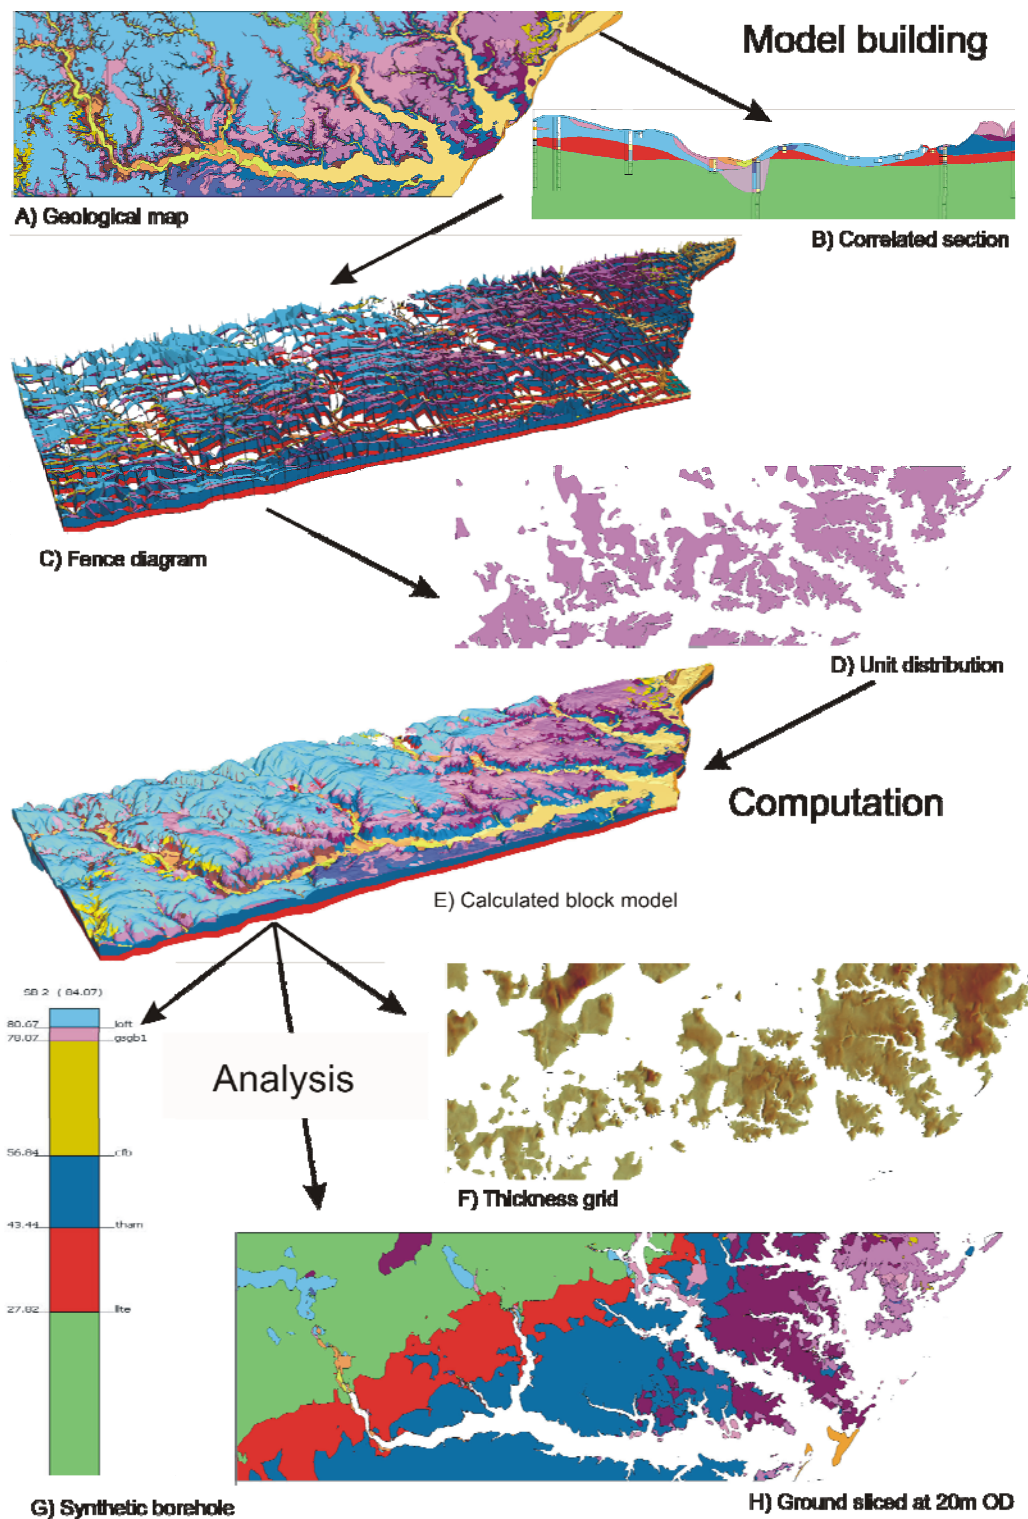 Model building
A) Geological map
B) Correlated section
C) Fence diagram
D) Unit distribution
Computation
E) Calculated block model
SB 2 ( 84.07)
80.67 loft
78.07 gsgb1
Analysis
56.84 cfb
F) Thickness grid
43.44 tham
27.82 llte
G) Synthetic borehole
H) Ground sliced at 20m OD